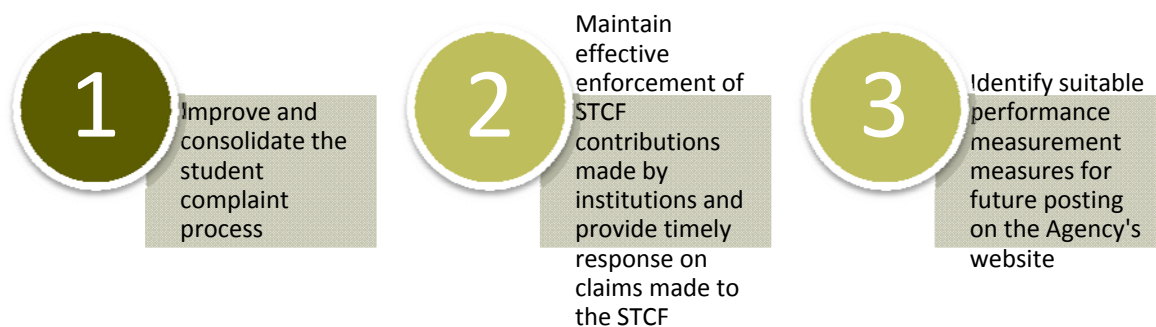 1
Improve and
consolidate the
student
complaint
process
2
Maintain
effective
enforcement of
STCF
contributions
made by
institutions and
provide timely
response on
claims made to
the STCF
3
Identify suitable
performance
measurement
measures for
future posting
on the Agency's
website